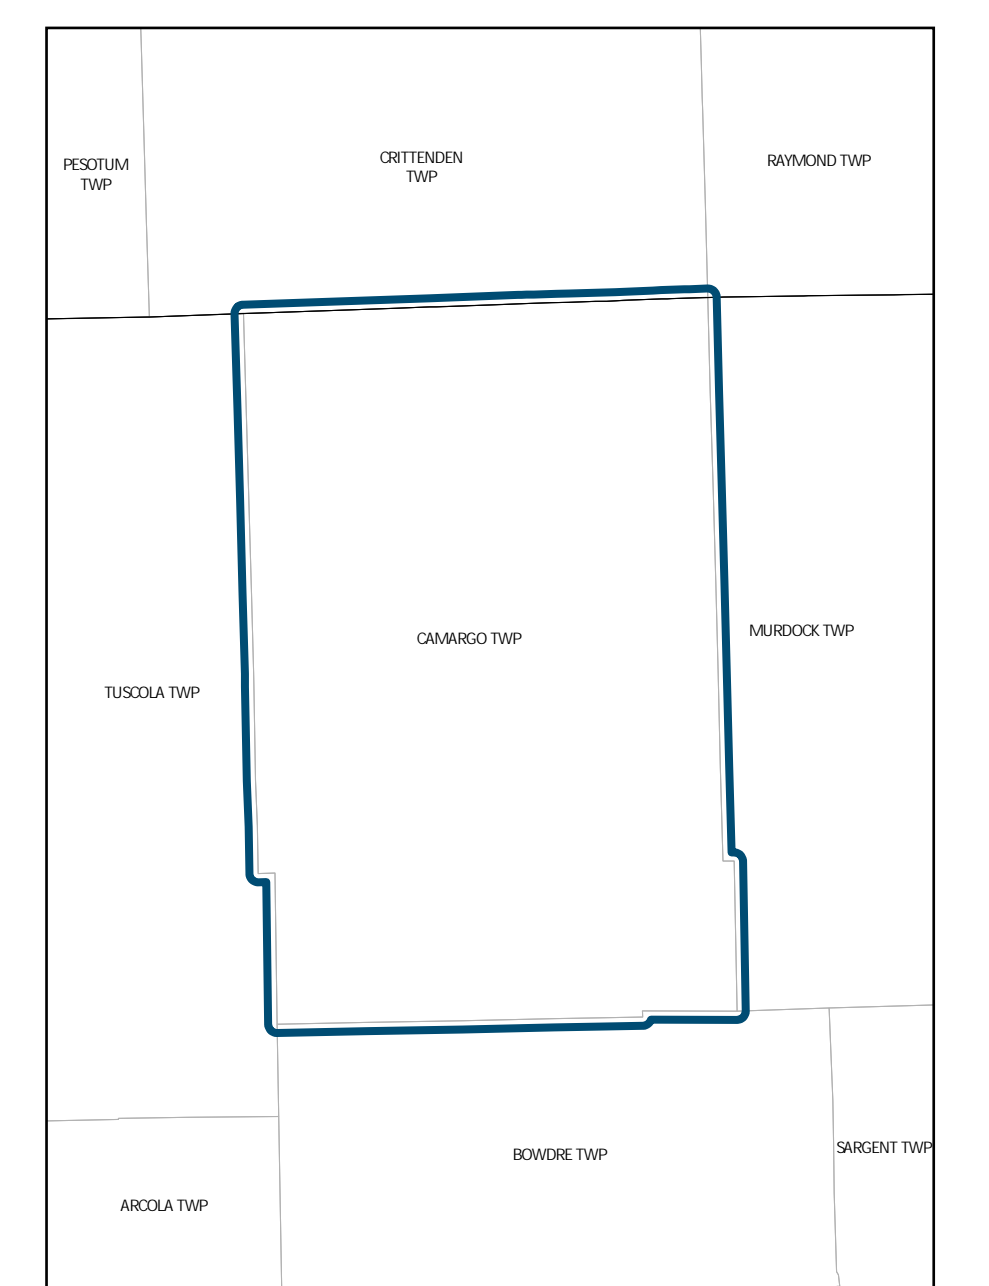 PESOTUM
TWP
CRITTENDEN
TWP
RAYMOND TWP
CAMARGO TWP
MURDOCK TWP
TUSCOLA TWP
BOWDRE TWP
SARGENT TWP
ARCOLA TWP